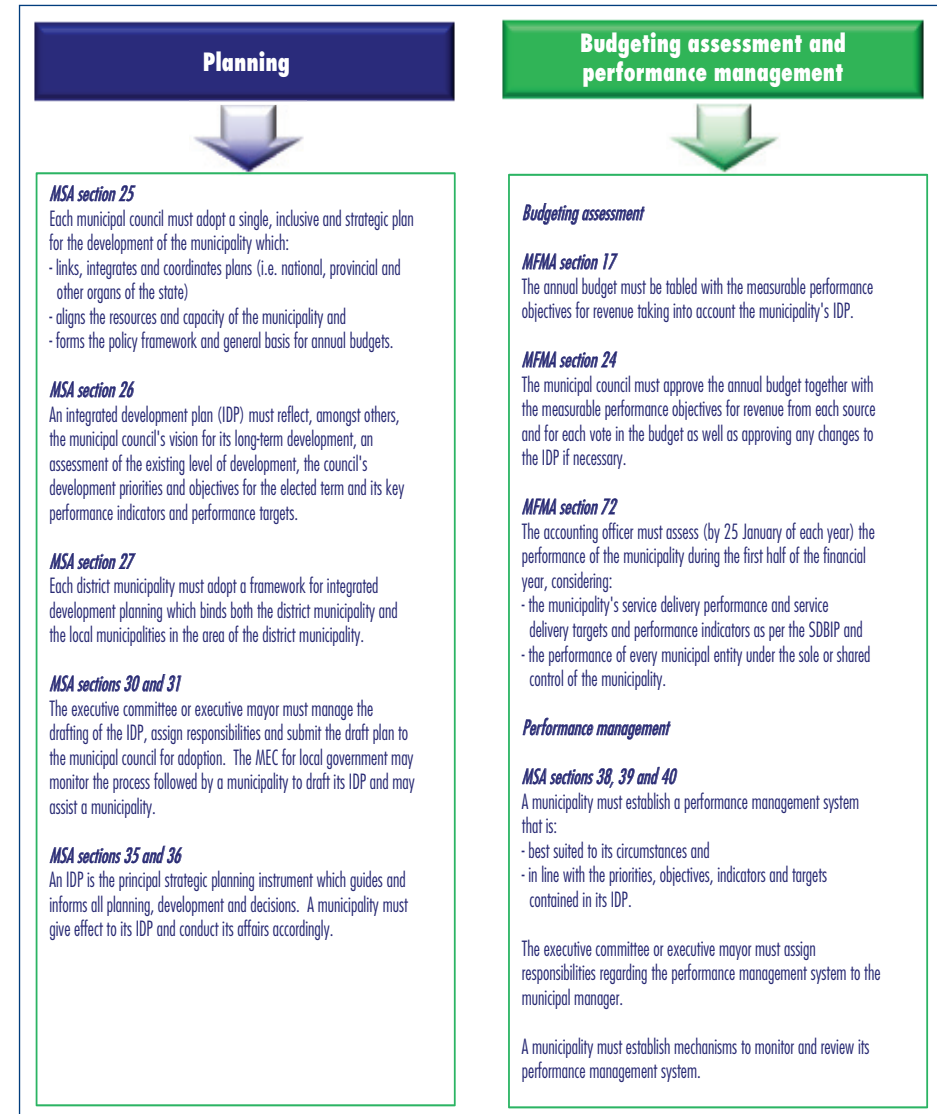 Planning
MSA section 25
Each municipal council must adopt a single, inclusive and strategic plan
for the development of the municipality which:
- links, integrates and coordinates plans (i.e. national, provincial and
other organs of the state)
- aligns the resources and capacity of the municipality and
- forms the policy framework and general basis for annual budgets.
MSA section 26
An integrated development plan (IDP) must reflect, amongst others,
the municipal council's vision for its long-term development, an
assessment of the existing level of development, the council's
development priorities and objectives for the elected term and its key
performance indicators and performance targets.
MSA section 27
Each district municipality must adopt a framework for integrated
development planning which binds both the district municipality and
the local municipalities in the area of the district municipality.
MSA sections 30 and 31
The executive committee or executive mayor must manage the
drafting of the IDP, assign responsibilities and submit the draft plan to
the municipal council for adoption. The MEC for local government may
monitor the process followed by a municipality to draft its IDP and may
assist a municipality.
MSA sections 35 and 36
An IDP is the principal strategic planning instrument which guides and
informs all planning, development and decisions. A municipality must
give effect to its IDP and conduct its affairs accordingly.
Budgeting assessment and
performance management
Budgeting assessment
MFMA section 17
The annual budget must be tabled with the measurable performance
objectives for revenue taking into account the municipality's IDP.
MFMA section 24
The municipal council must approve the annual budget together with
the measurable performance objectives for revenue from each source
and for each vote in the budget as well as approving any changes to
the IDP if necessary.
MFMA section 72
The accounting officer must assess (by 25 January of each year) the
performance of the municipality during the first half of the financial
year, considering:
- the municipality's service delivery performance and service
delivery targets and performance indicators as per the SDBIP and
- the performance of every municipal entity under the sole or shared
control of the municipality.
Performance management
MSA sections 38, 39 and 40
A municipality must establish a performance management system
that is:
- best suited to its circumstances and
- in line with the priorities, objectives, indicators and targets
contained in its IDP.
The executive committee or executive mayor must assign
responsibilities regarding the performance management system to the
municipal manager.
A municipality must establish mechanisms to monitor and review its
performance management system.